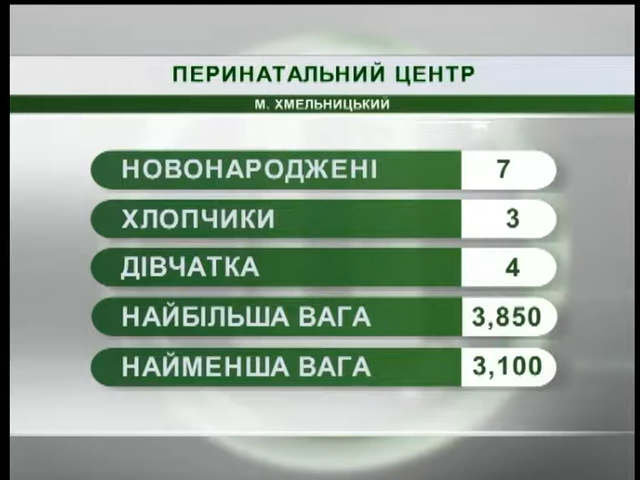 ПЕРИНАТАЛЬНИЙ ЦЕНТР
М. ХМЕЛЬНИЦЬКИЙ
НОВОНАРОДЖЕНІ 7
ХЛОПЧИКИ 3
ДІВЧАТКА 4
НАЙБІЛЬША ВАГА 3,850
НАЙМЕНША ВАГА 3,100